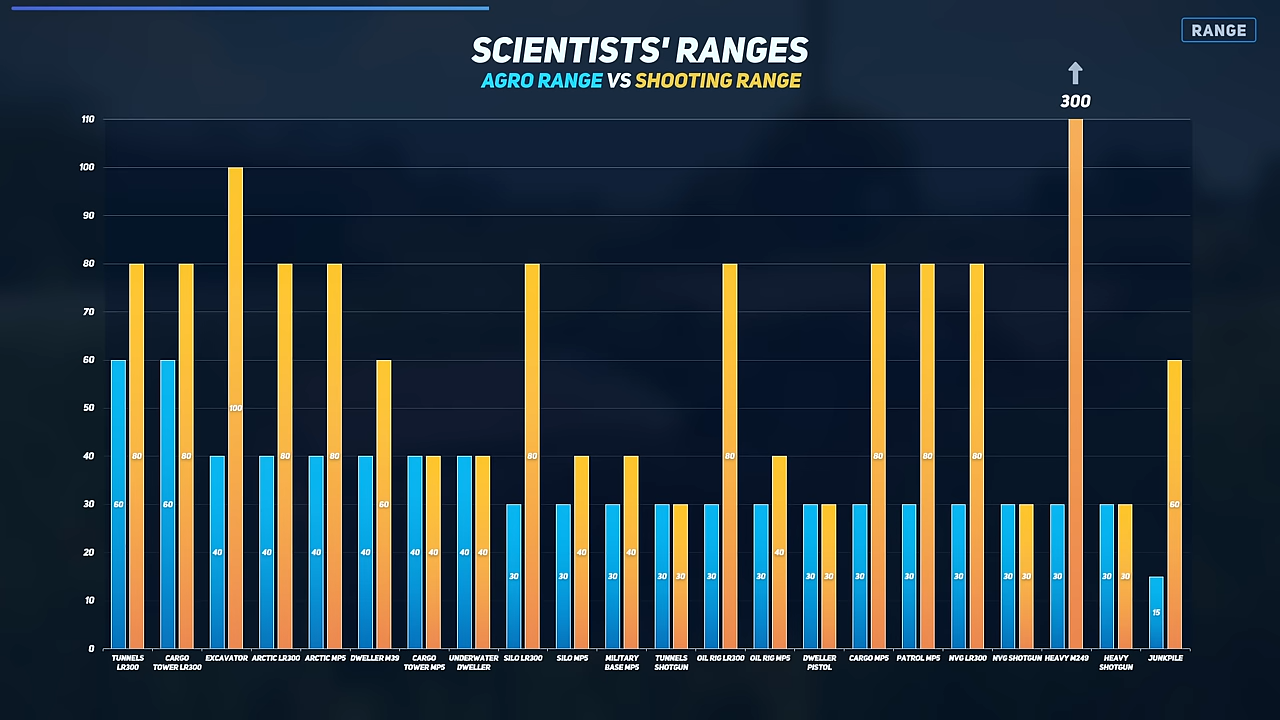 RANGE
SCIENTISTS' RANGES
AGRO RANGE VS SHOOTING RANGE
300
110
100
90
80
70
60
50
40
30
20
10
0
60 80 60 80 40 100 40 80 40 80 40 60 40 40 40 40 30 80 30 40 30 40 30 30 30 80 30 40 30 30 30 80 30 80 30 80 30 30 30 30 30 15 60
TUNNELS LR300
CARGO TOWER LR300
EXCAVATOR
ARCTIC LR300
ARCTIC MP5
DWELLER M39
CARGO TOWER MP5
UNDERWATER DWELLER
SILO LR300
SILO MP5
MILITARY BASE MP5
TUNNELS SHOTGUN
OIL RIG LR300
OIL RIG MP5
DWELLER PISTOL
CARGO MP5
PATROL MP5
NVG LR300
NVG SHOTGUN
HEAVY M249
HEAVY SHOTGUN
JUNKPILE